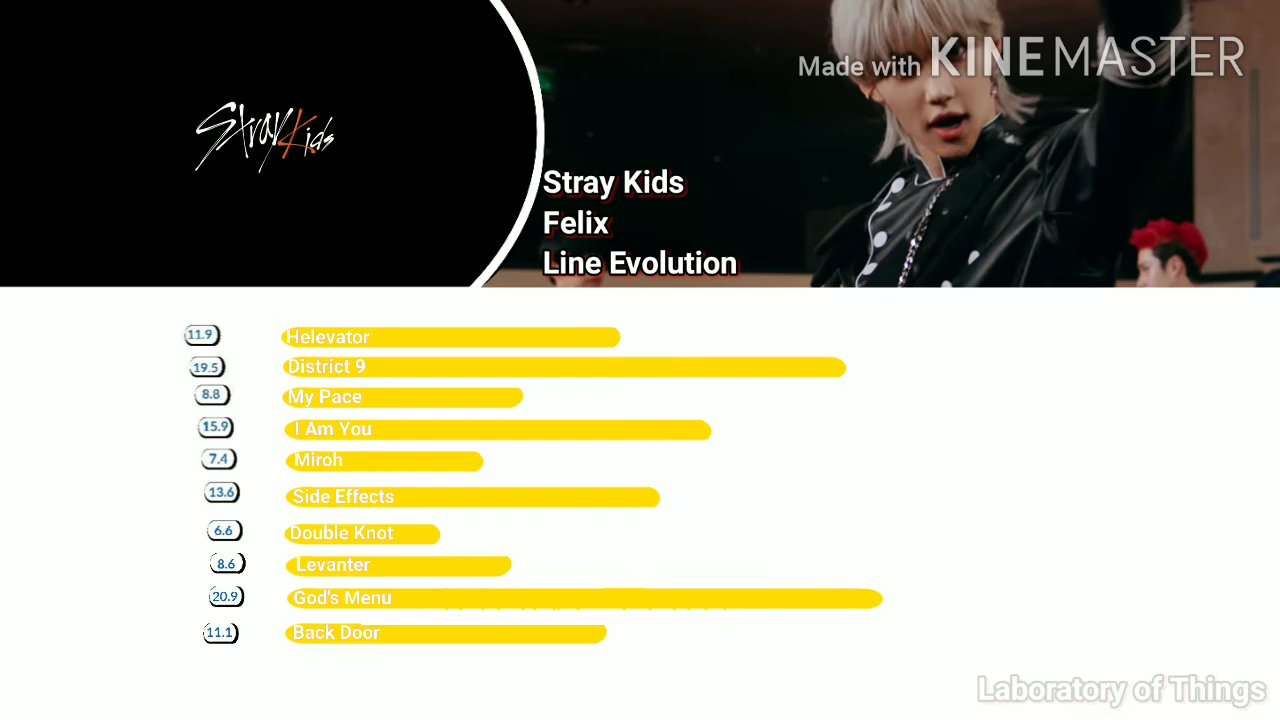 Stray Kids
Made with KINEMASTER
Stray Kids
Felix
Line Evolution
11.9 Helevator
19.5 District 9
8.8 My Pace
15.9 I Am You
7.4 Miroh
13.6 Side Effects
6.6 Double Knot
8.6 Levanter
20.9 God's Menu
11.1 Back Door
Laboratory of Things